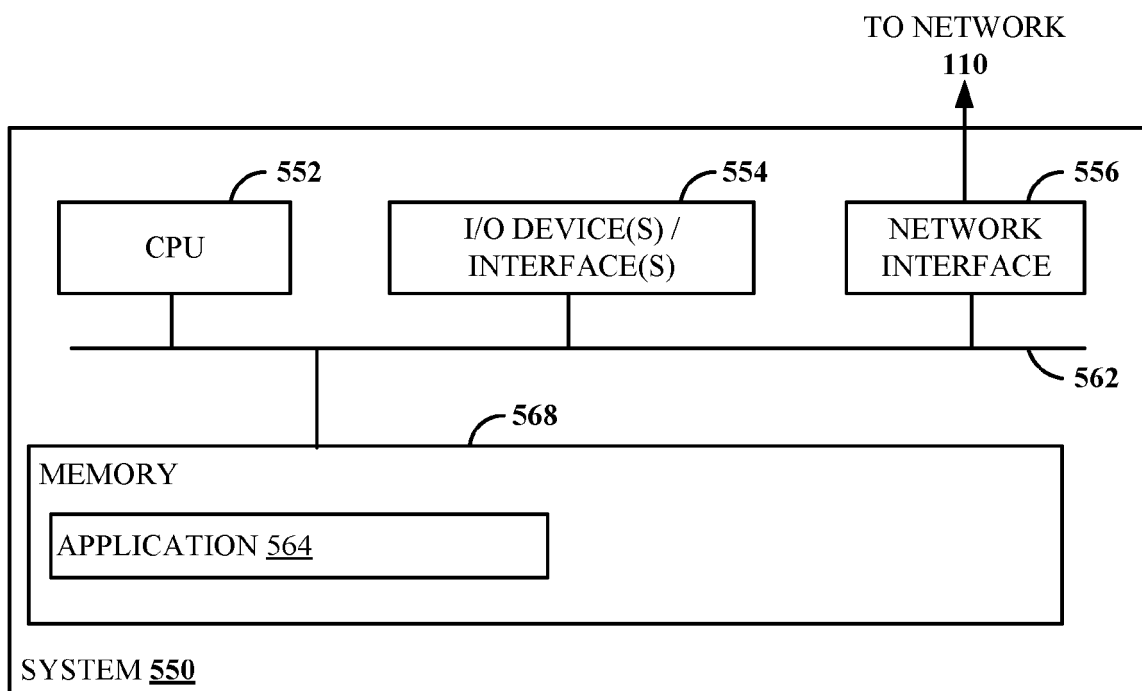 TO NETWORK
110
552
554
556
CPU
I/O DEVICE(S) /
INTERFACE(S)
NETWORK
INTERFACE
562
568
MEMORY
APPLICATION 564
SYSTEM 550